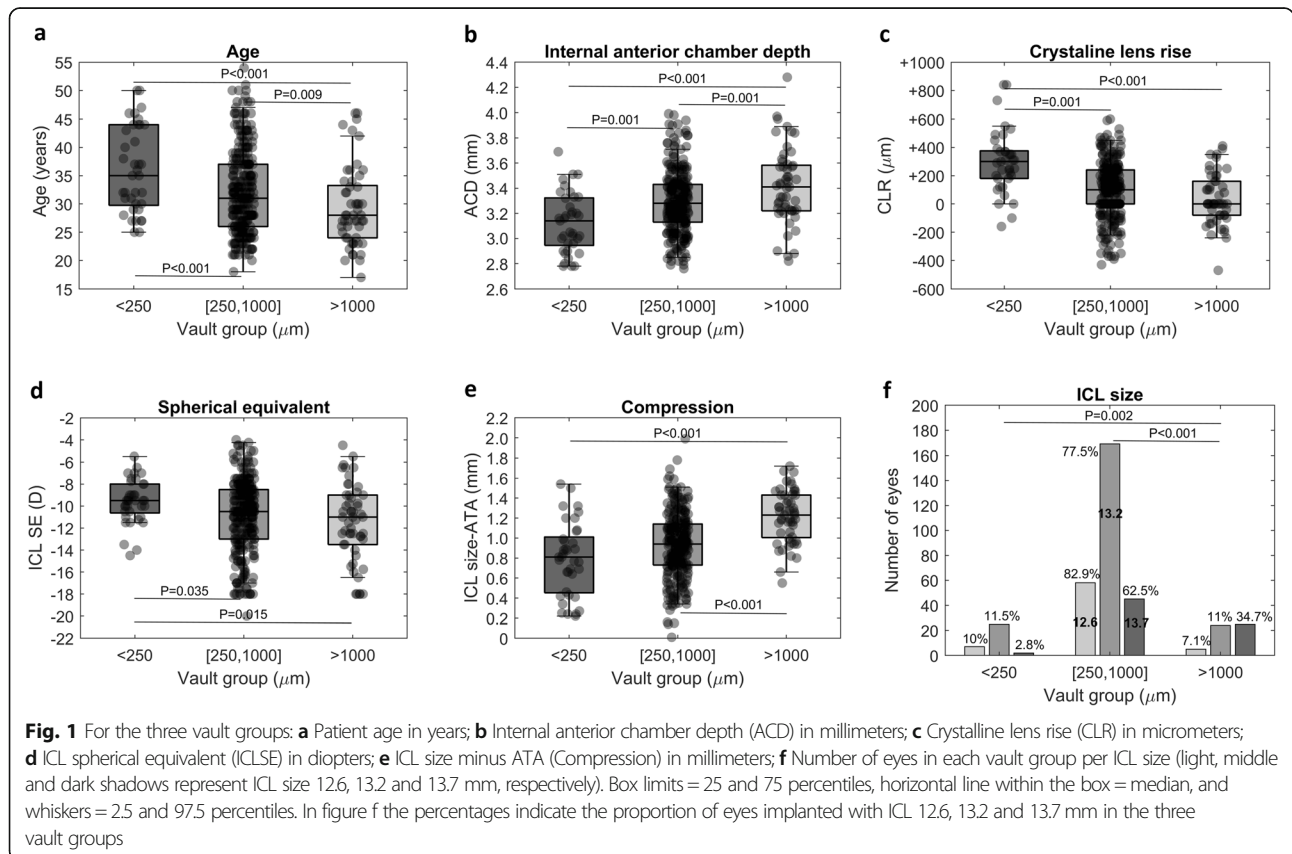 a
Age
P<0.001
P=0.009
P<0.001
55
50
45
40
35
30
25
20
15
Age (years)
<250
[250,1000]
>1000
Vault group (μm)
b
Internal anterior chamber depth
P<0.001
P=0.001
P=0.001
4.4
4.2
4.0
3.8
3.6
3.4
3.2
3.0
2.8
2.6
ACD (mm)
<250
[250,1000]
>1000
Vault group (μm)
c
Crystaline lens rise
P<0.001
P=0.001
+1000
+800
+600
+400
+200
0
-200
-400
-600
CLR (μm)
<250
[250,1000]
>1000
Vault group (μm)
d
Spherical equivalent
-2
-4
-6
-8
-10
-12
-14
-16
-18
-20
-22
ICL SE (D)
P=0.035
P=0.015
<250
[250,1000]
>1000
Vault group (μm)
e
Compression
P<0.001
P<0.001
2.2
2.0
1.8
1.6
1.4
1.2
1.0
0.8
0.6
0.4
0.2
0
ICL size-ATA (mm)
<250
[250,1000]
>1000
Vault group (μm)
f
ICL size
P=0.002
P<0.001
200
180
160
140
120
100
80
60
40
20
0
Number of eyes
10%
11.5%
2.8%
82.9%
77.5%
62.5%
12.6
13.2
13.7
7.1%
11%
34.7%
<250
[250,1000]
>1000
Vault group (μm)
Fig. 1 For the three vault groups: a Patient age in years; b Internal anterior chamber depth (ACD) in millimeters; c Crystalline lens rise (CLR) in micrometers;
d ICL spherical equivalent (ICLSE) in diopters; e ICL size minus ATA (Compression) in millimeters; f Number of eyes in each vault group per ICL size (light, middle
and dark shadows represent ICL size 12.6, 13.2 and 13.7 mm, respectively). Box limits = 25 and 75 percentiles, horizontal line within the box = median, and
whiskers = 2.5 and 97.5 percentiles. In figure f the percentages indicate the proportion of eyes implanted with ICL 12.6, 13.2 and 13.7 mm in the three
vault groups